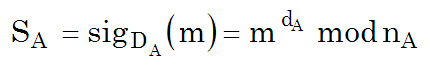 S_A = sig_{D_A}(m) = m^{d_A} mod n_A